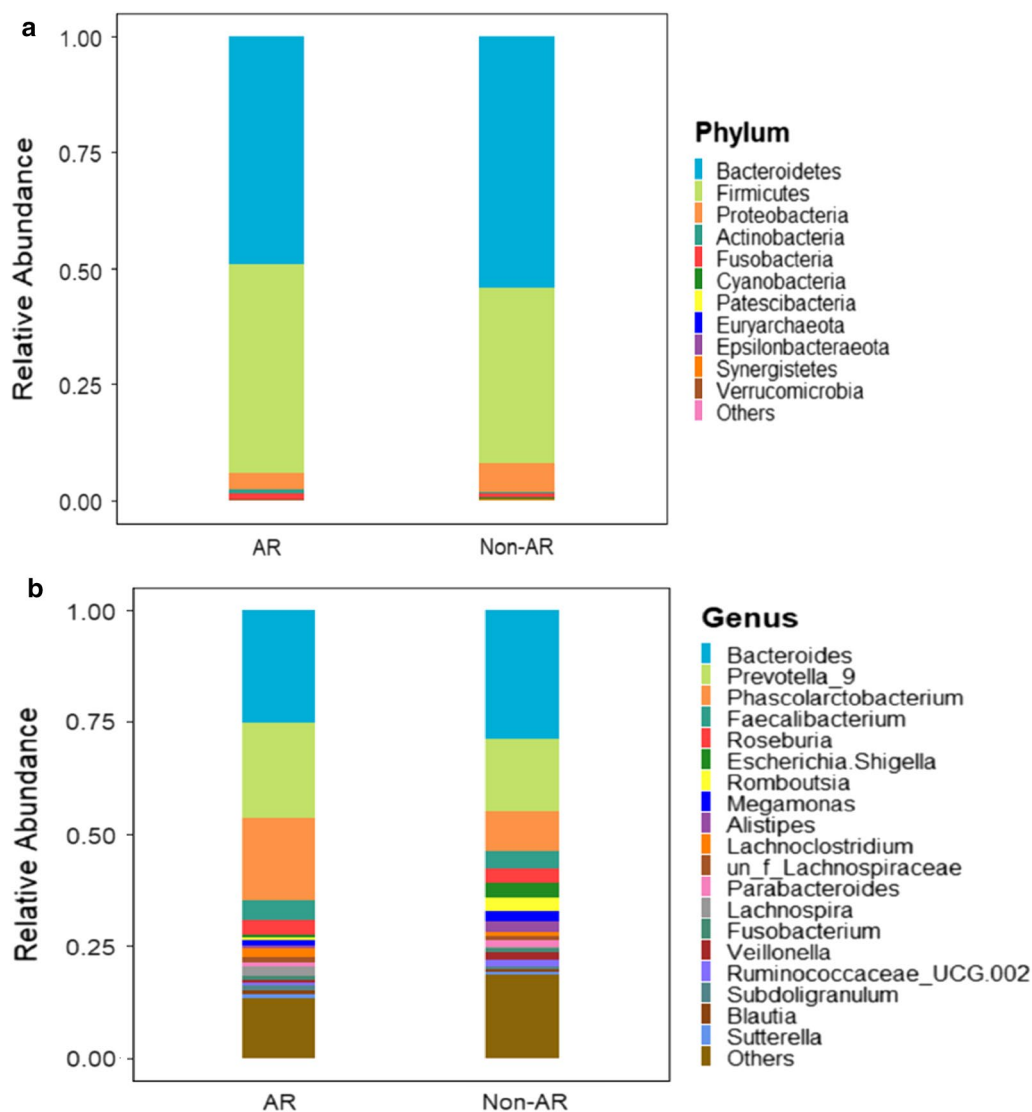 a
1.00
0.75
0.50
0.25
0.00
Relative Abundance
AR
Non-AR
Phylum
Bacteroidetes
Firmicutes
Proteobacteria
Actinobacteria
Fusobacteria
Cyanobacteria
Patescibacteria
Euryarchaeota
Epsilonbacteraeota
Synergistetes
Verrucomicrobia
Others
b
1.00
0.75
0.50
0.25
0.00
Relative Abundance
AR
Non-AR
Genus
Bacteroides
Prevotella_9
Phascolarctobacterium
Faecalibacterium
Roseburia
Escherichia.Shigella
Romboutsia
Megamonas
Alistipes
Lachnoclostridium
un_f_Lachnospiraceae
Parabacteroides
Lachnospira
Fusobacterium
Veillonella
Ruminococcaceae_UCG.002
Subdoligranulum
Blautia
Sutterella
Others